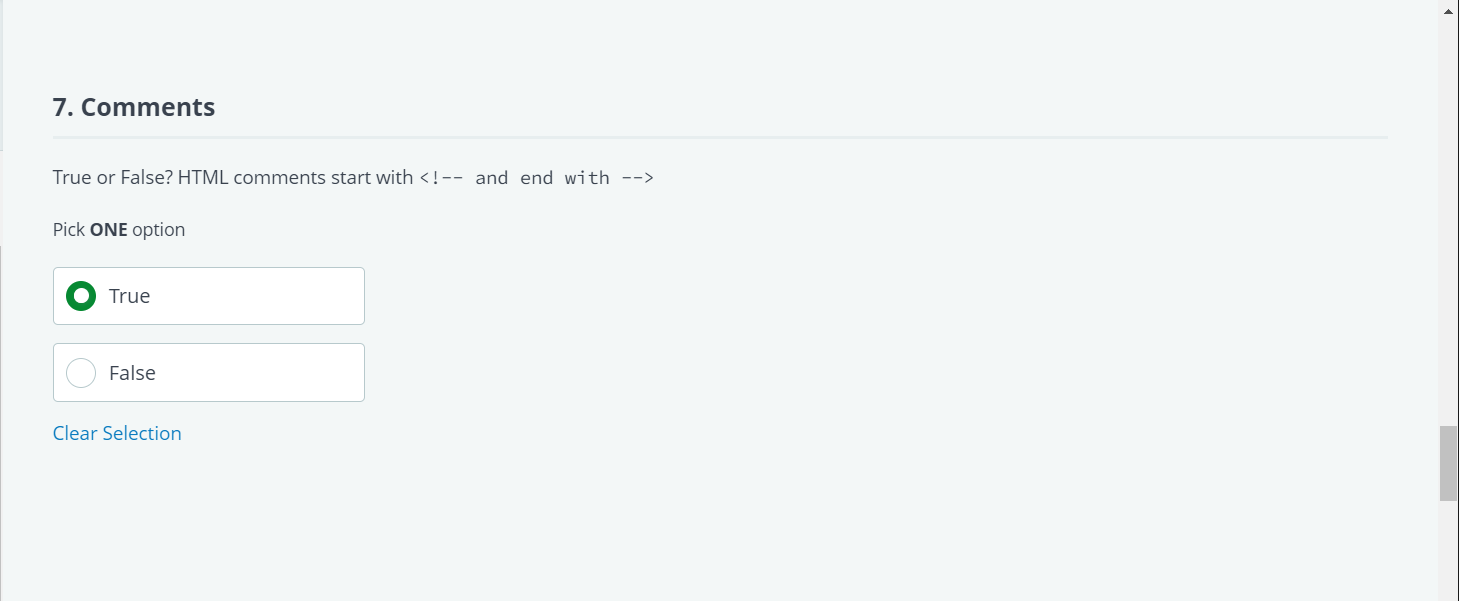 7. Comments
True or False? HTML comments start with <!-- and end with -->
Pick ONE option
True
False
Clear Selection